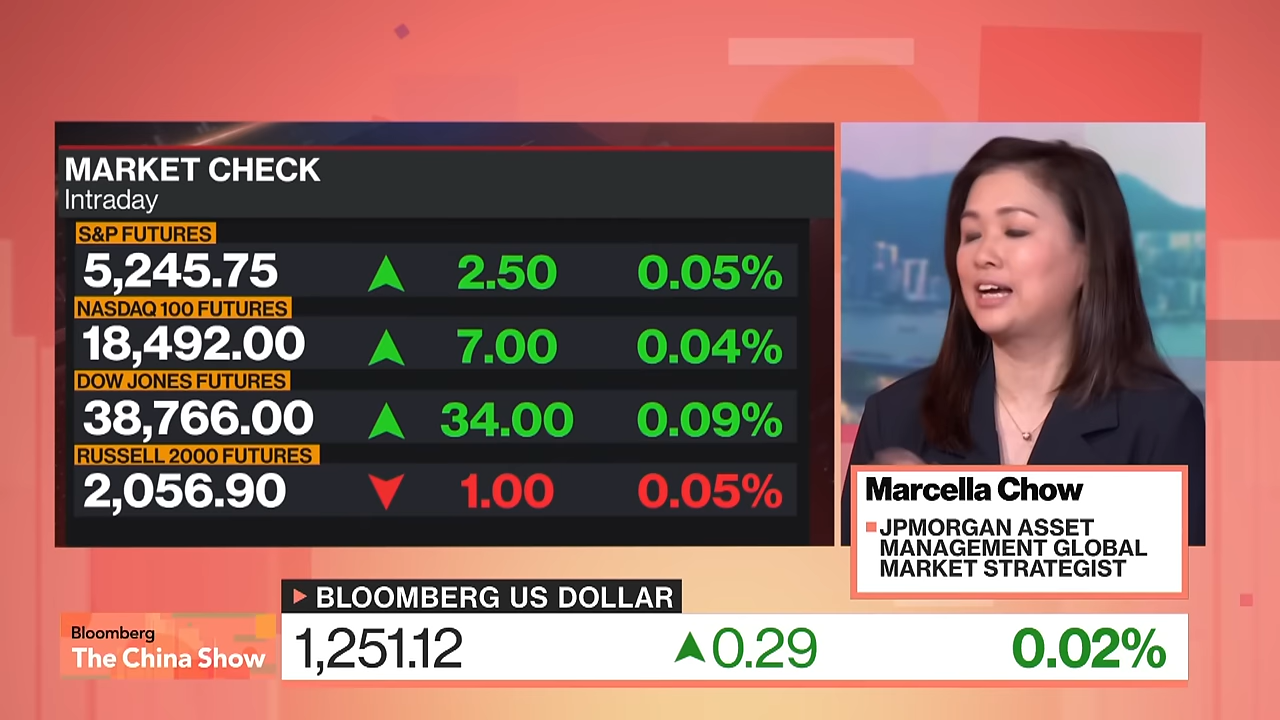 MARKET CHECK
Intraday
S&P FUTURES
5,245.75 2.50 0.05%
NASDAQ 100 FUTURES
18,492.00 7.00 0.04%
DOW JONES FUTURES
38,766.00 34.00 0.09%
RUSSELL 2000 FUTURES
2,056.90 1.00 0.05%
Marcella Chow
JPMORGAN ASSET
MANAGEMENT GLOBAL
MARKET STRATEGIST
BLOOMBERG US DOLLAR
1,251.12 0.29 0.02%
Bloomberg
The China Show